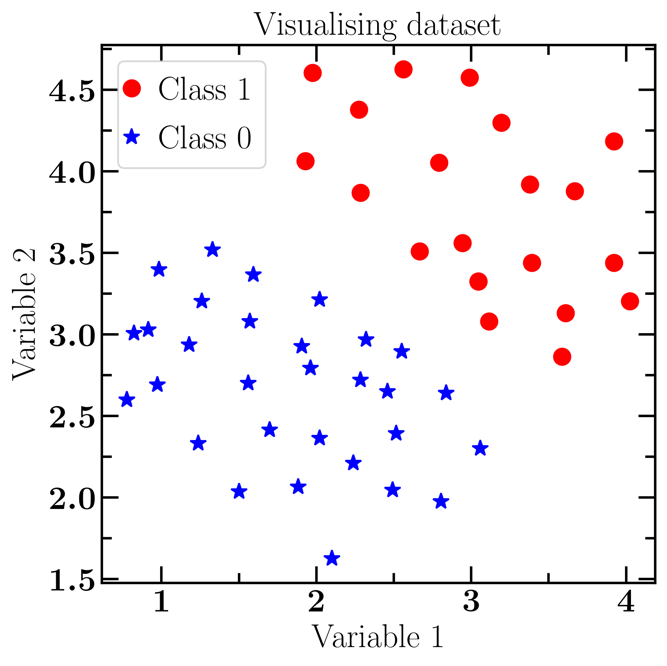 Visualising dataset
Class 1
Class 0
4.5
4.0
3.5
3.0
2.5
2.0
1.5
Variable 2
1 2 3 4
Variable 1